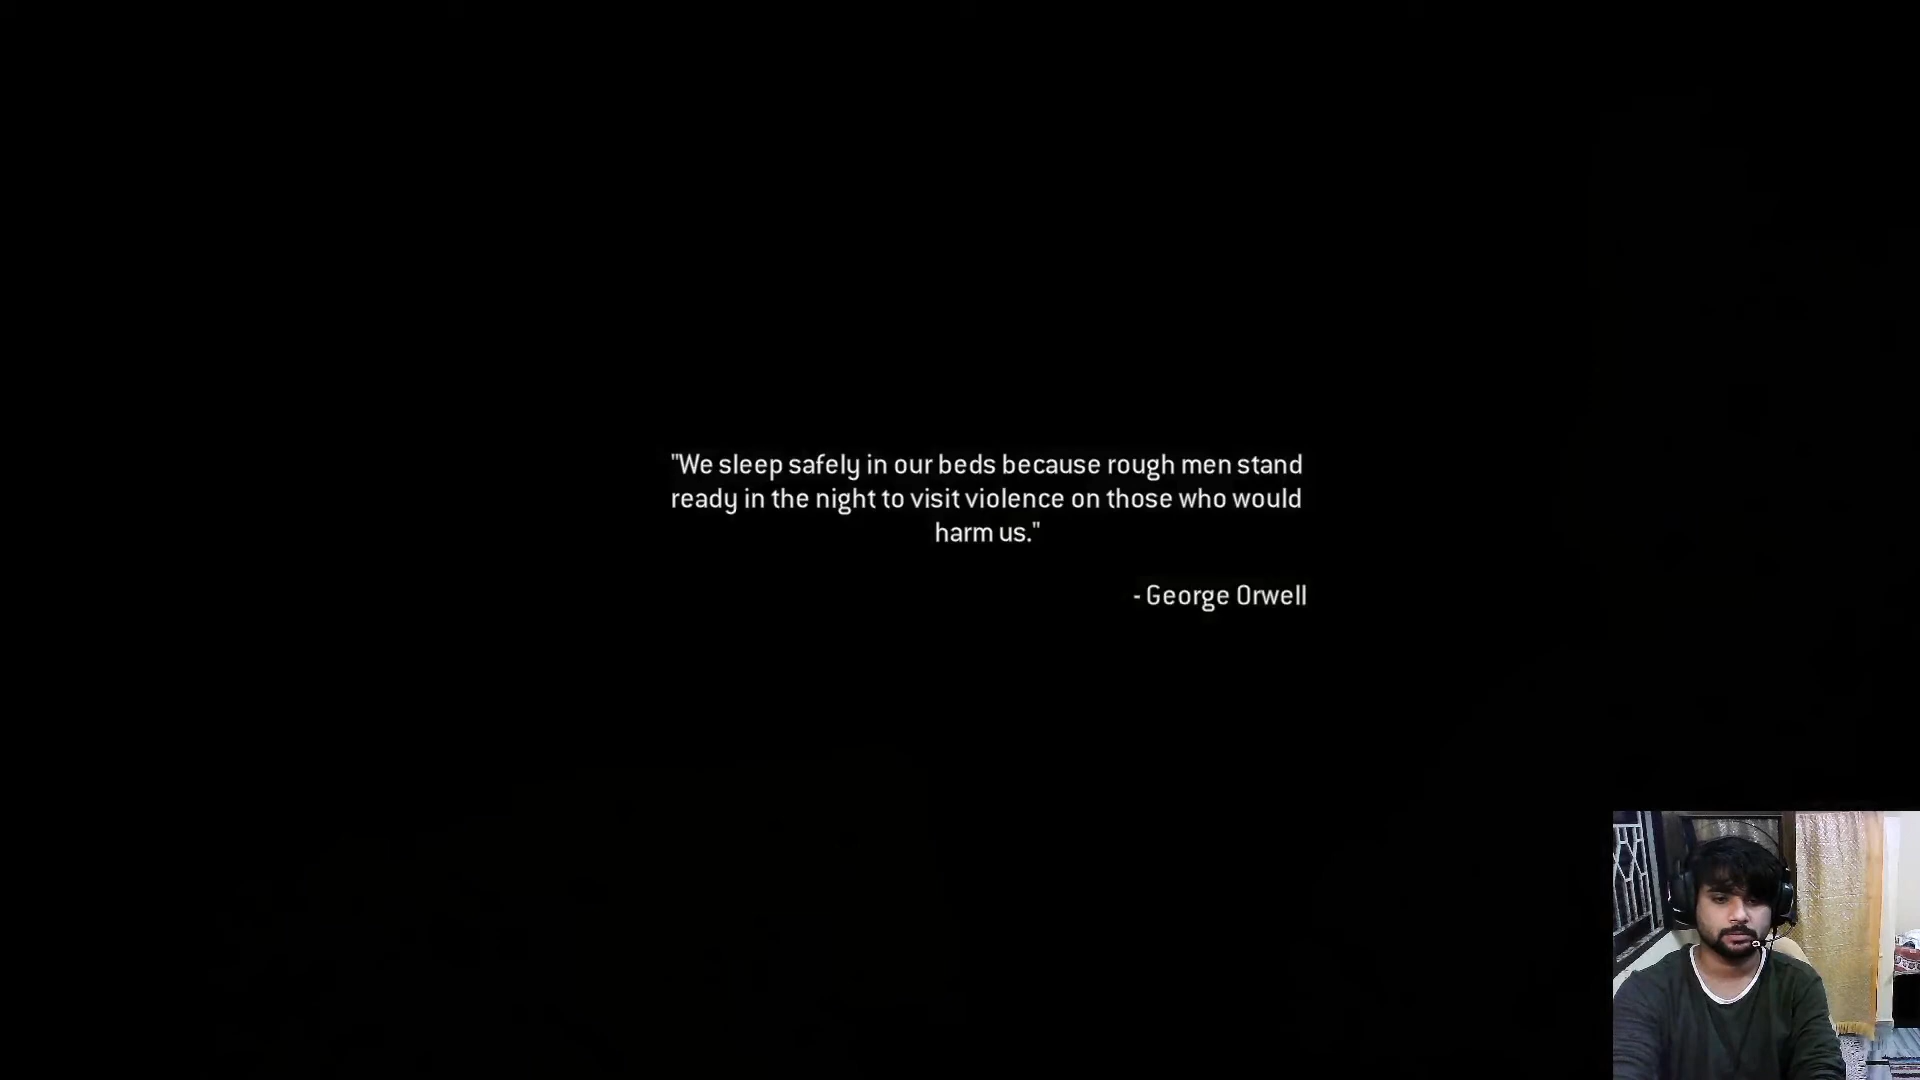 "We sleep safely in our beds because rough men stand
ready in the night to visit violence on those who would
harm us."
- George Orwell